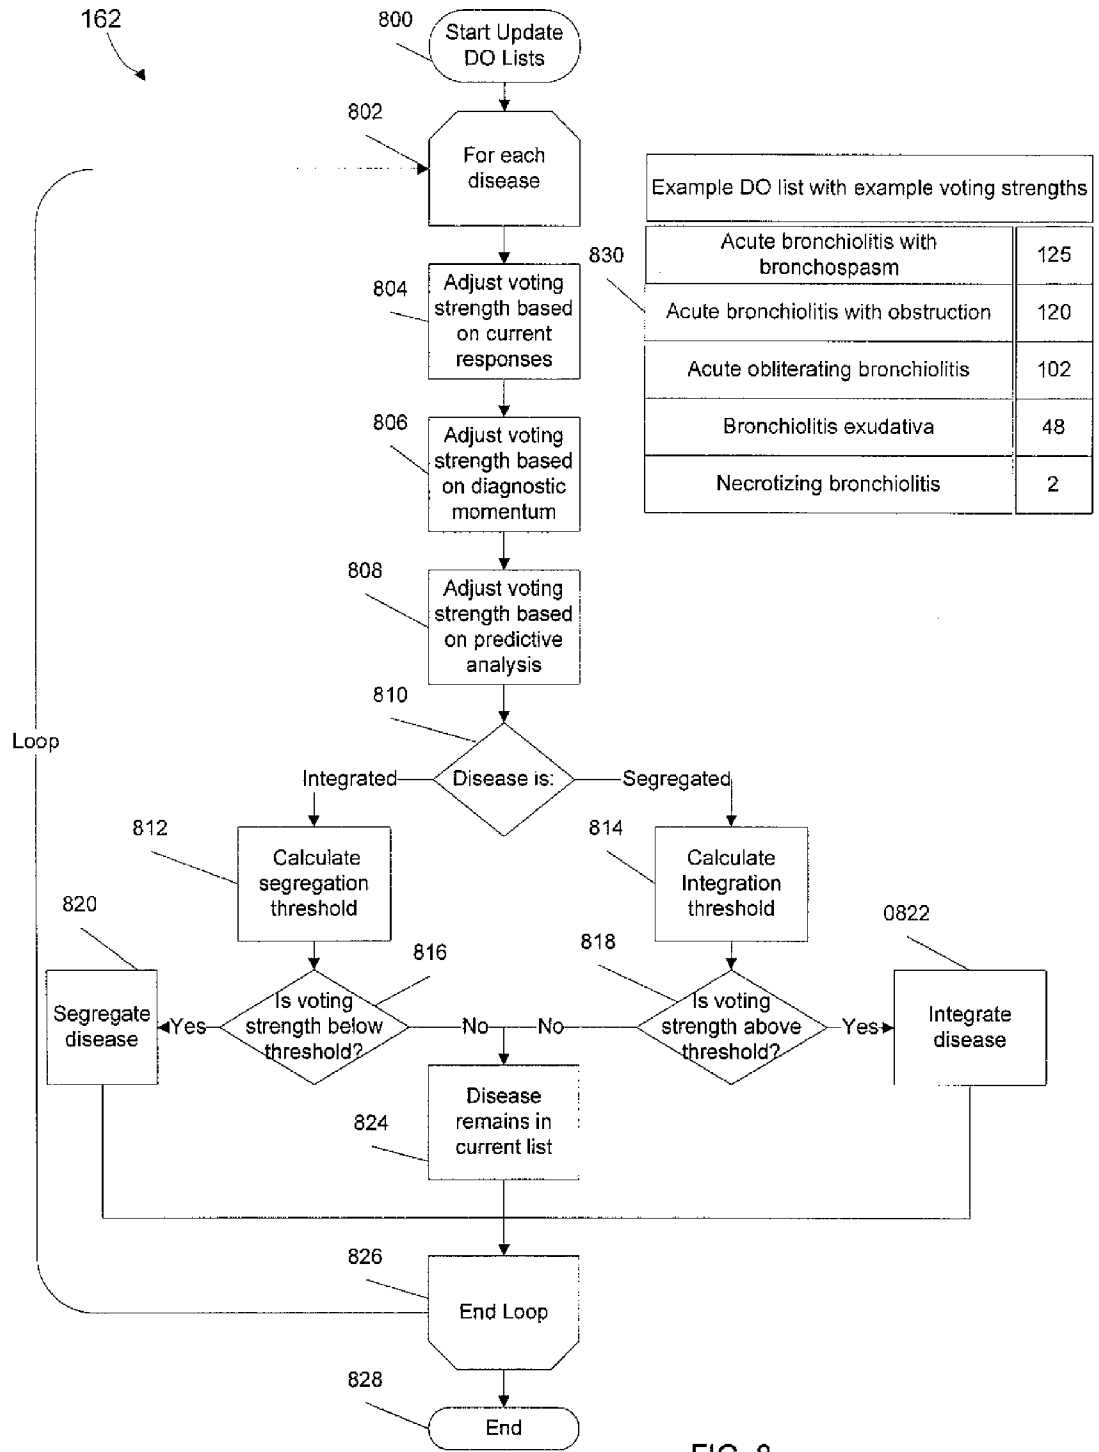 162
800
Start Update
DO Lists
802
For each
disease
Example DO list with example voting strengths
Acute bronchiolitis with
bronchospasm
125
830
Acute bronchiolitis with obstruction
120
Acute obliterating bronchiolitis
102
Bronchiolitis exudativa
48
Necrotizing bronchiolitis
2
804
Adjust voting
strength based
on current
responses
806
Adjust voting
strength based
on diagnostic
momentum
808
Adjust voting
strength based
on predictive
analysis
810
Loop
Integrated
Disease is:
Segregated
812
Calculate
segregation
threshold
814
Calculate
Integration
threshold
820
Segregate
disease
Yes
816
Is voting
strength below
threshold?
No
No
818
Is voting
strength above
threshold?
Yes
0822
Integrate
disease
824
Disease
remains in
current list
826
End Loop
828
End
FIG. 8